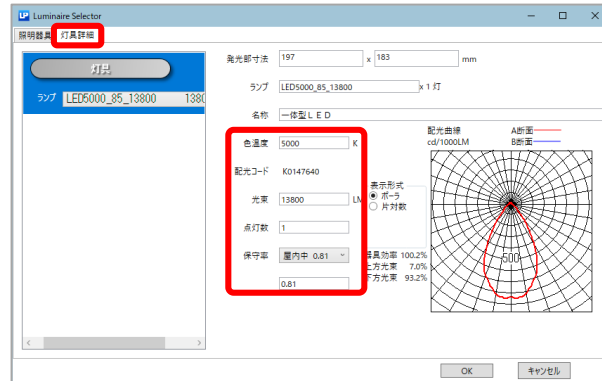 LP Luminaire Selector
照明器具 灯具詳細
灯具
ランプ LED5000_85_13800 1380
発光部寸法 197 x 183 mm
ランプ LED5000_85_13800 x 1 灯
名称 一体型ＬＥＤ
色温度 5000 K
配光コード K0147640
光束 13800 LM
点灯数 1
保守率 屋内中 0.81
0.81
表示形式
ポーラ
片対数
器具効率 100.2%
上方光束 7.0%
下方光束 93.2%
配光曲線 A断面
cd/1000LM B断面
500
OK キャンセル